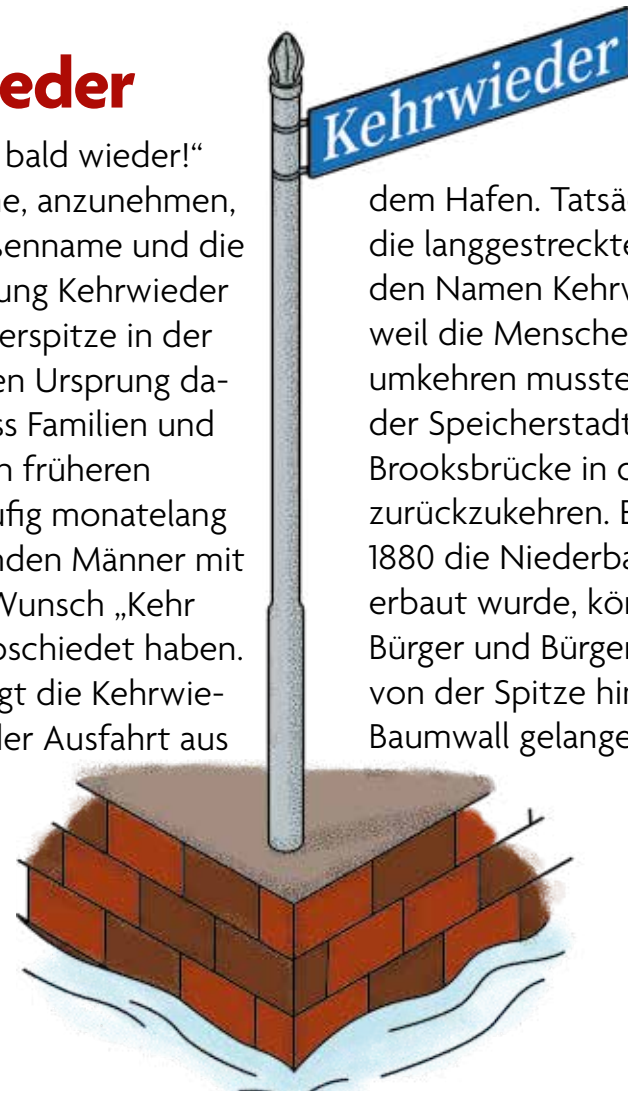 eder
bald wieder!“
ne, anzunehmen,
ßenname und die
ung Kehrwieder
erspitze in der
en Ursprung da-
ss Familien und
n früheren
ufig monatelang
nden Männer mit
Wunsch „Kehr
bschiedet haben.
gt die Kehrwie-
der Ausfahrt aus
Kehrwieder
dem Hafen. Tatsä
die langgestreckte
den Namen Kehrw
weil die Mensche
umkehren musste
der Speicherstadt
Brooksbrücke in d
zurückzukehren. E
1880 die Niederba
erbaut wurde, kön
Bürger und Bürger
von der Spitze hin
Baumwall gelange